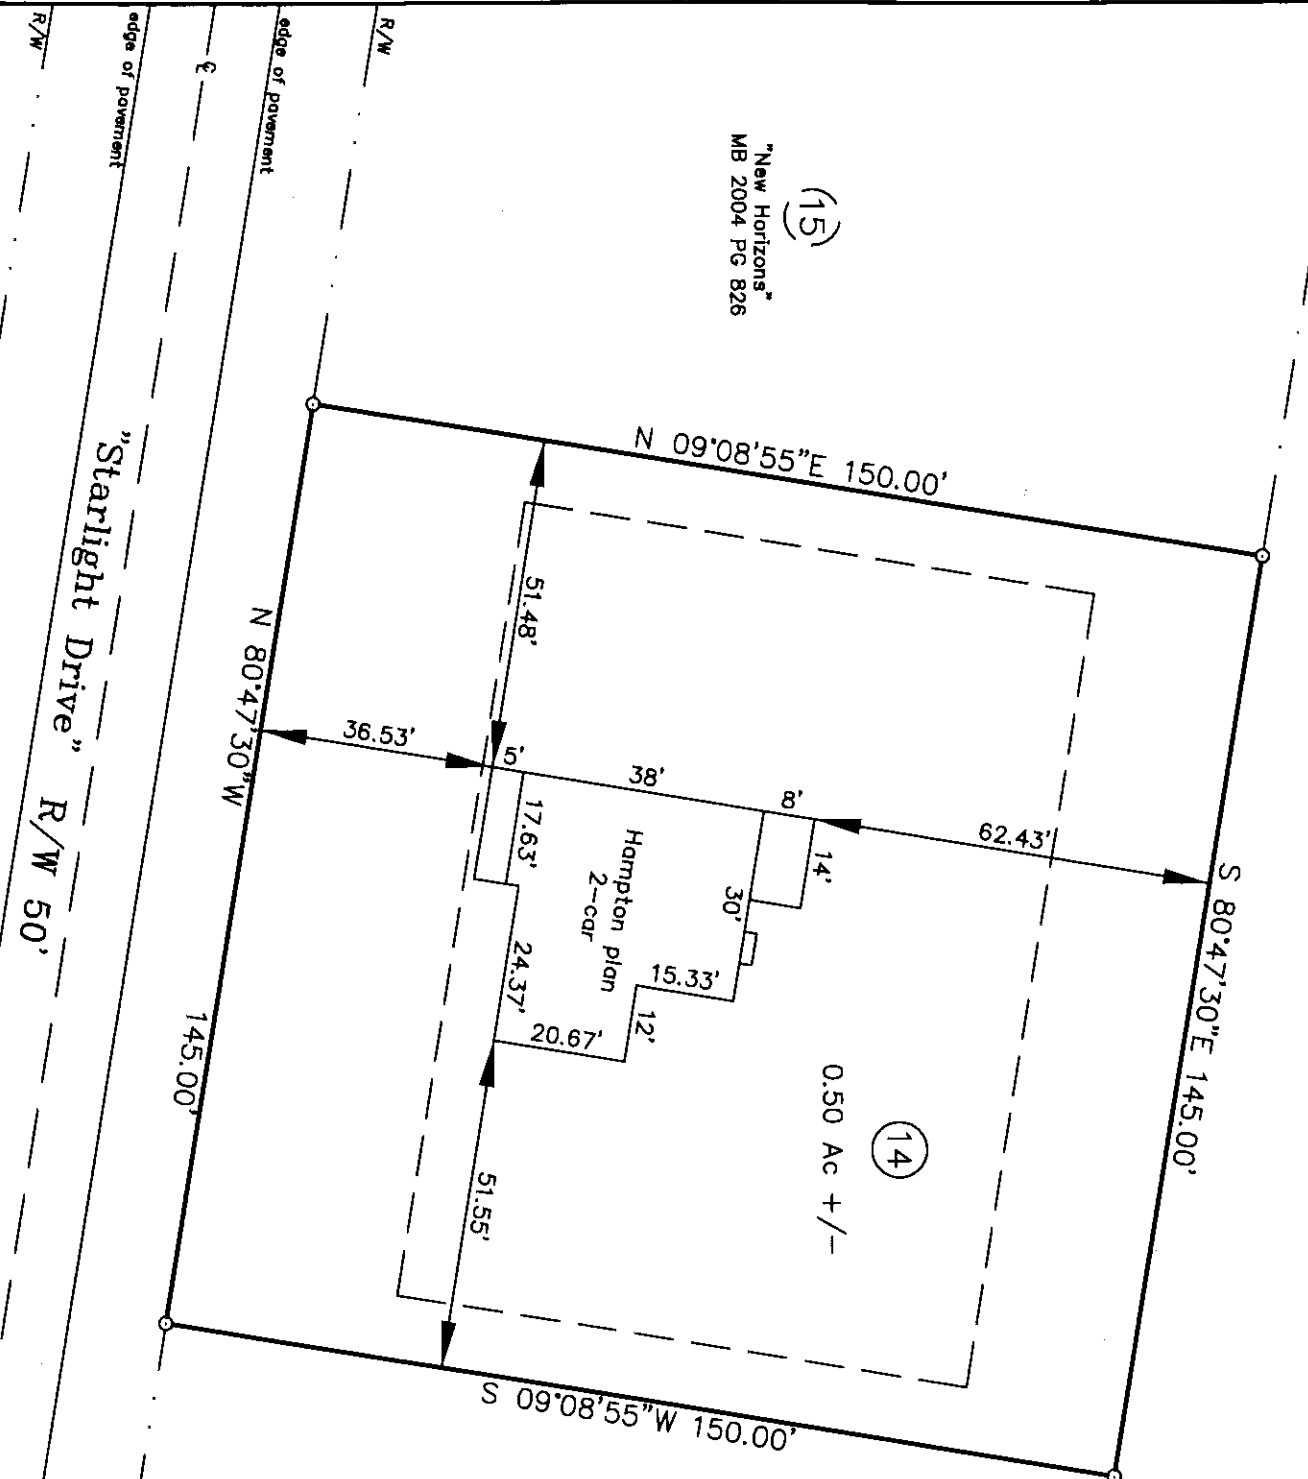 R/W
edge of pavement
℄
edge of pavement
R/W
(15)
"New Horizons"
MB 2004 PG 826
N 09°08'55"E 150.00'
S 80°47'30"E 145.00'
S 09°08'55"W 150.00'
N 80°47'30"W
145.00'
51.48'
36.53'
5'
38'
8'
62.43'
17.63'
14'
30'
Hampton plan
2-car
24.37'
15.33'
12'
20.67'
51.55'
14
0.50 Ac +/-
"Starlight Drive" R/W 50'